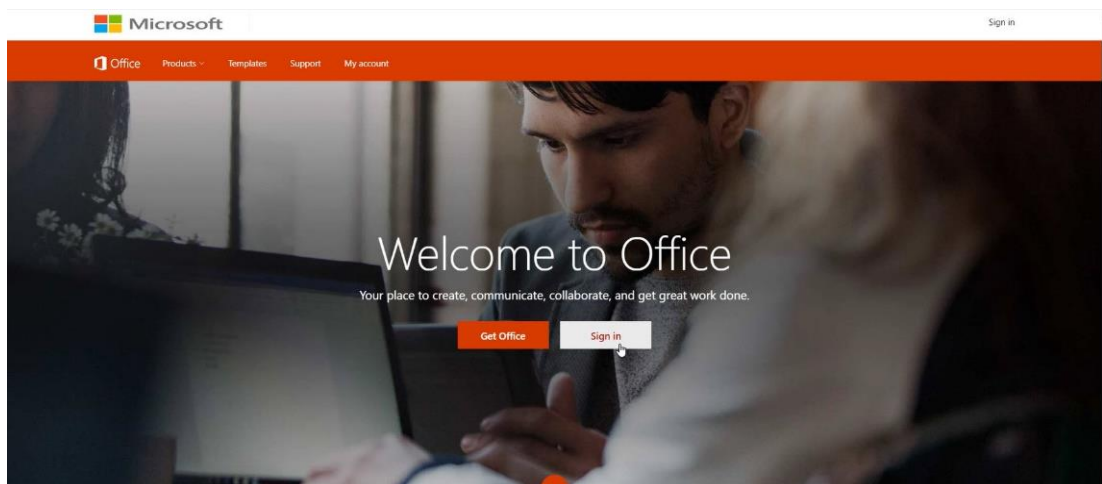 Microsoft Sign in
Office Products Templates Support My account
Welcome to Office
Your place to create, communicate, collaborate, and get great work done.
Get Office Sign in